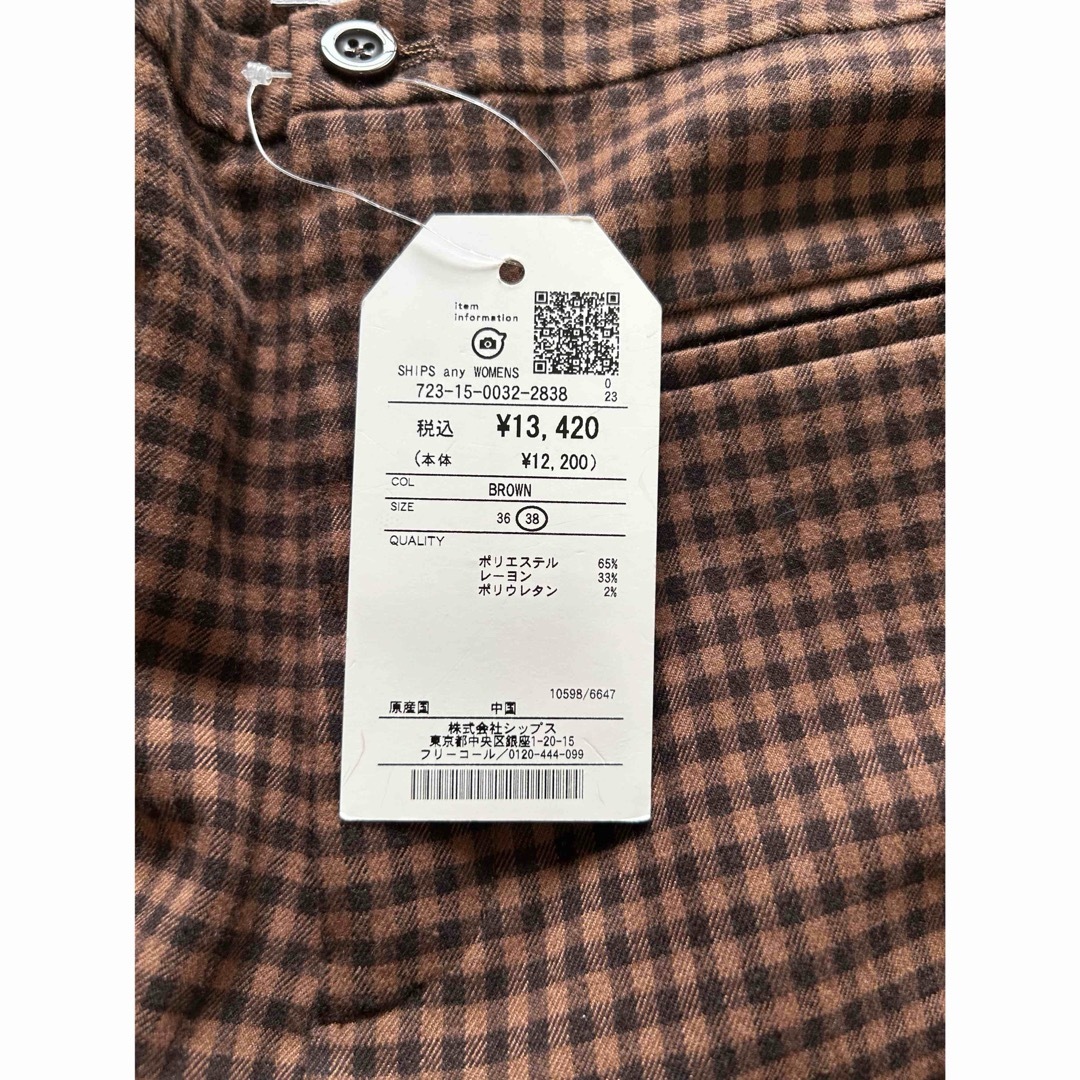 item
information
SHIPS any WOMENS
723-15-0032-2838
0
23
税込 ¥13,420
(本体 ¥12,200)
COL BROWN
SIZE 36 38
QUALITY
ポリエステル 65%
レーヨン 33%
ポリウレタン 2%
10598/6647
原産国 中国
株式会社シップス
東京都中央区銀座1-20-15
フリーコール/0120-444-099